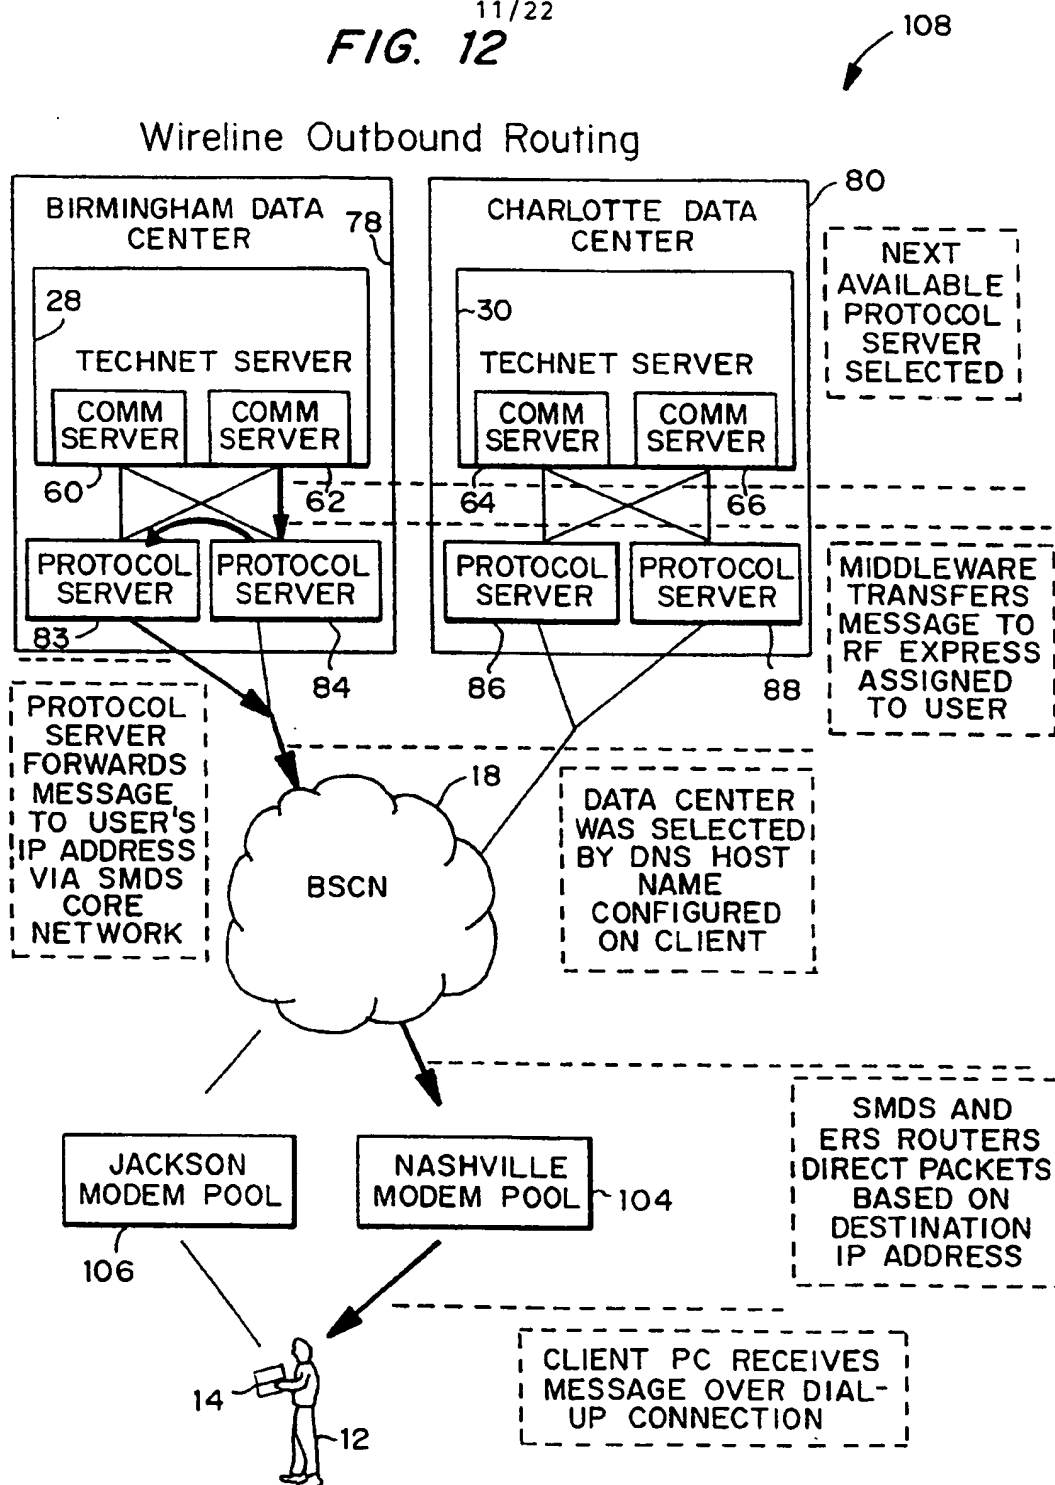 11/22
FIG. 12
108
Wireline Outbound Routing
BIRMINGHAM DATA
CENTER
78
28
TECHNET SERVER
COMM
SERVER
COMM
SERVER
60
62
PROTOCOL
SERVER
PROTOCOL
SERVER
83
84
80
CHARLOTTE DATA
CENTER
30
TECHNET SERVER
COMM
SERVER
COMM
SERVER
64
66
PROTOCOL
SERVER
PROTOCOL
SERVER
86
88
NEXT
AVAILABLE
PROTOCOL
SERVER
SELECTED
MIDDLEWARE
TRANSFERS
MESSAGE TO
RF EXPRESS
ASSIGNED
TO USER
PROTOCOL
SERVER
FORWARDS
MESSAGE
TO USER'S
IP ADDRESS
VIA SMDS
CORE
NETWORK
18
BSCN
DATA CENTER
WAS SELECTED
BY DNS HOST
NAME
CONFIGURED
ON CLIENT
SMDS AND
ERS ROUTERS
DIRECT PACKETS
BASED ON
DESTINATION
IP ADDRESS
JACKSON
MODEM POOL
106
NASHVILLE
MODEM POOL
104
CLIENT PC RECEIVES
MESSAGE OVER DIAL-
UP CONNECTION
14
12